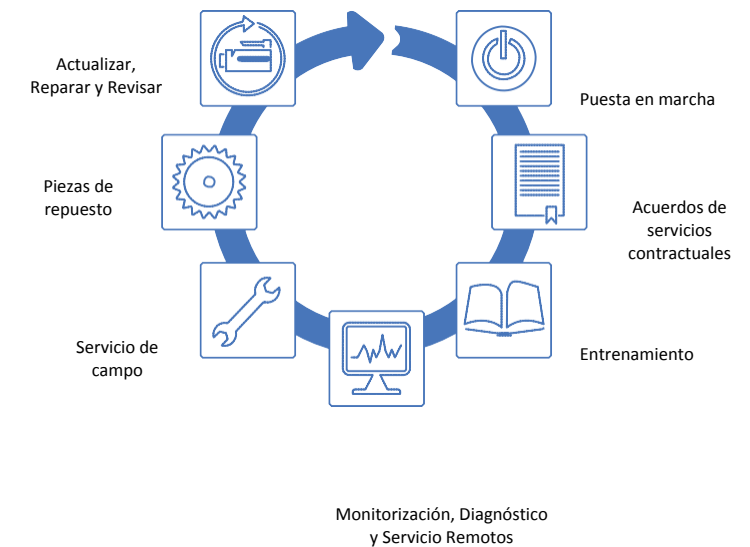 Actualizar,
Reparar y Revisar
Puesta en marcha
Piezas de
repuesto
Acuerdos de
servicios
contractuales
Servicio de
campo
Entrenamiento
Monitorización, Diagnóstico
y Servicio Remotos